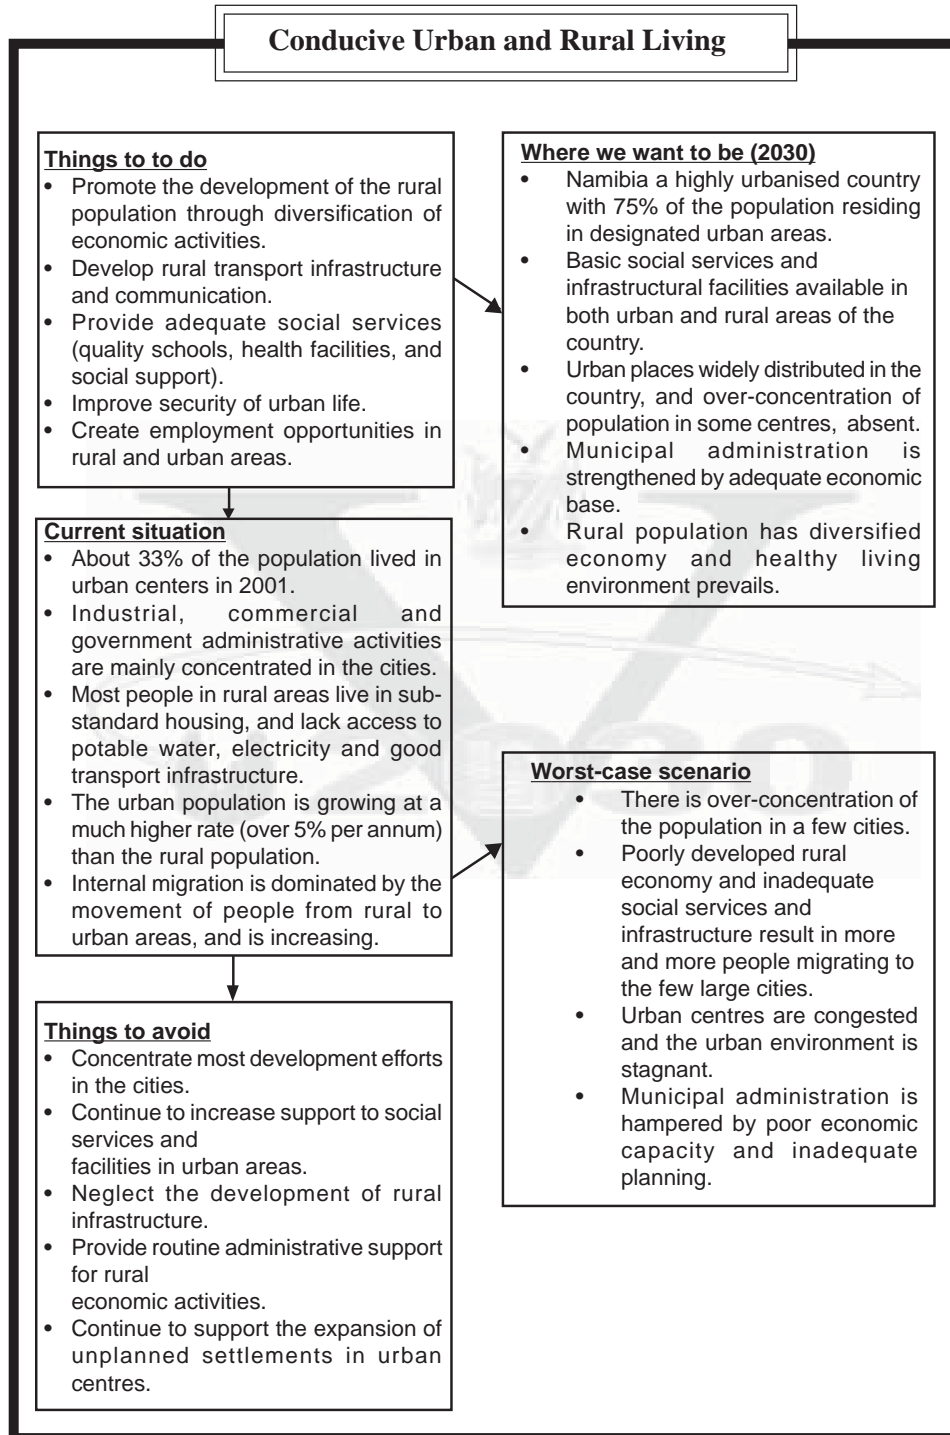 Conducive Urban and Rural Living
Things to to do
• Promote the development of the rural
population through diversification of
economic activities.
• Develop rural transport infrastructure
and communication.
• Provide adequate social services
(quality schools, health facilities, and
social support).
• Improve security of urban life.
• Create employment opportunities in
rural and urban areas.
Where we want to be (2030)
• Namibia a highly urbanised country
with 75% of the population residing
in designated urban areas.
• Basic social services and
infrastructural facilities available in
both urban and rural areas of the
country.
• Urban places widely distributed in the
country, and over-concentration of
population in some centres, absent.
• Municipal administration is
strengthened by adequate economic
base.
• Rural population has diversified
economy and healthy living
environment prevails.
Current situation
• About 33% of the population lived in
urban centers in 2001.
• Industrial, commercial and
government administrative activities
are mainly concentrated in the cities.
• Most people in rural areas live in sub-
standard housing, and lack access to
potable water, electricity and good
transport infrastructure.
• The urban population is growing at a
much higher rate (over 5% per annum)
than the rural population.
• Internal migration is dominated by the
movement of people from rural to
urban areas, and is increasing.
Worst-case scenario
• There is over-concentration of
the population in a few cities.
• Poorly developed rural
economy and inadequate
social services and
infrastructure result in more
and more people migrating to
the few large cities.
• Urban centres are congested
and the urban environment is
stagnant.
• Municipal administration is
hampered by poor economic
capacity and inadequate
planning.
Things to avoid
• Concentrate most development efforts
in the cities.
• Continue to increase support to social
services and
facilities in urban areas.
• Neglect the development of rural
infrastructure.
• Provide routine administrative support
for rural
economic activities.
• Continue to support the expansion of
unplanned settlements in urban
centres.
V
2030